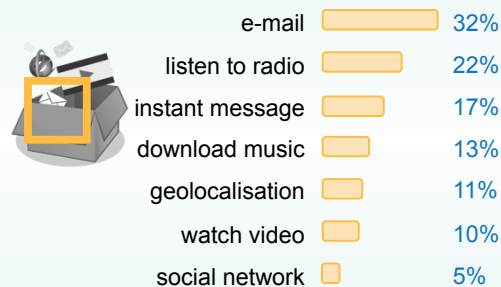 e-mail 32%
listen to radio 22%
instant message 17%
download music 13%
geolocalisation 11%
watch video 10%
social network 5%